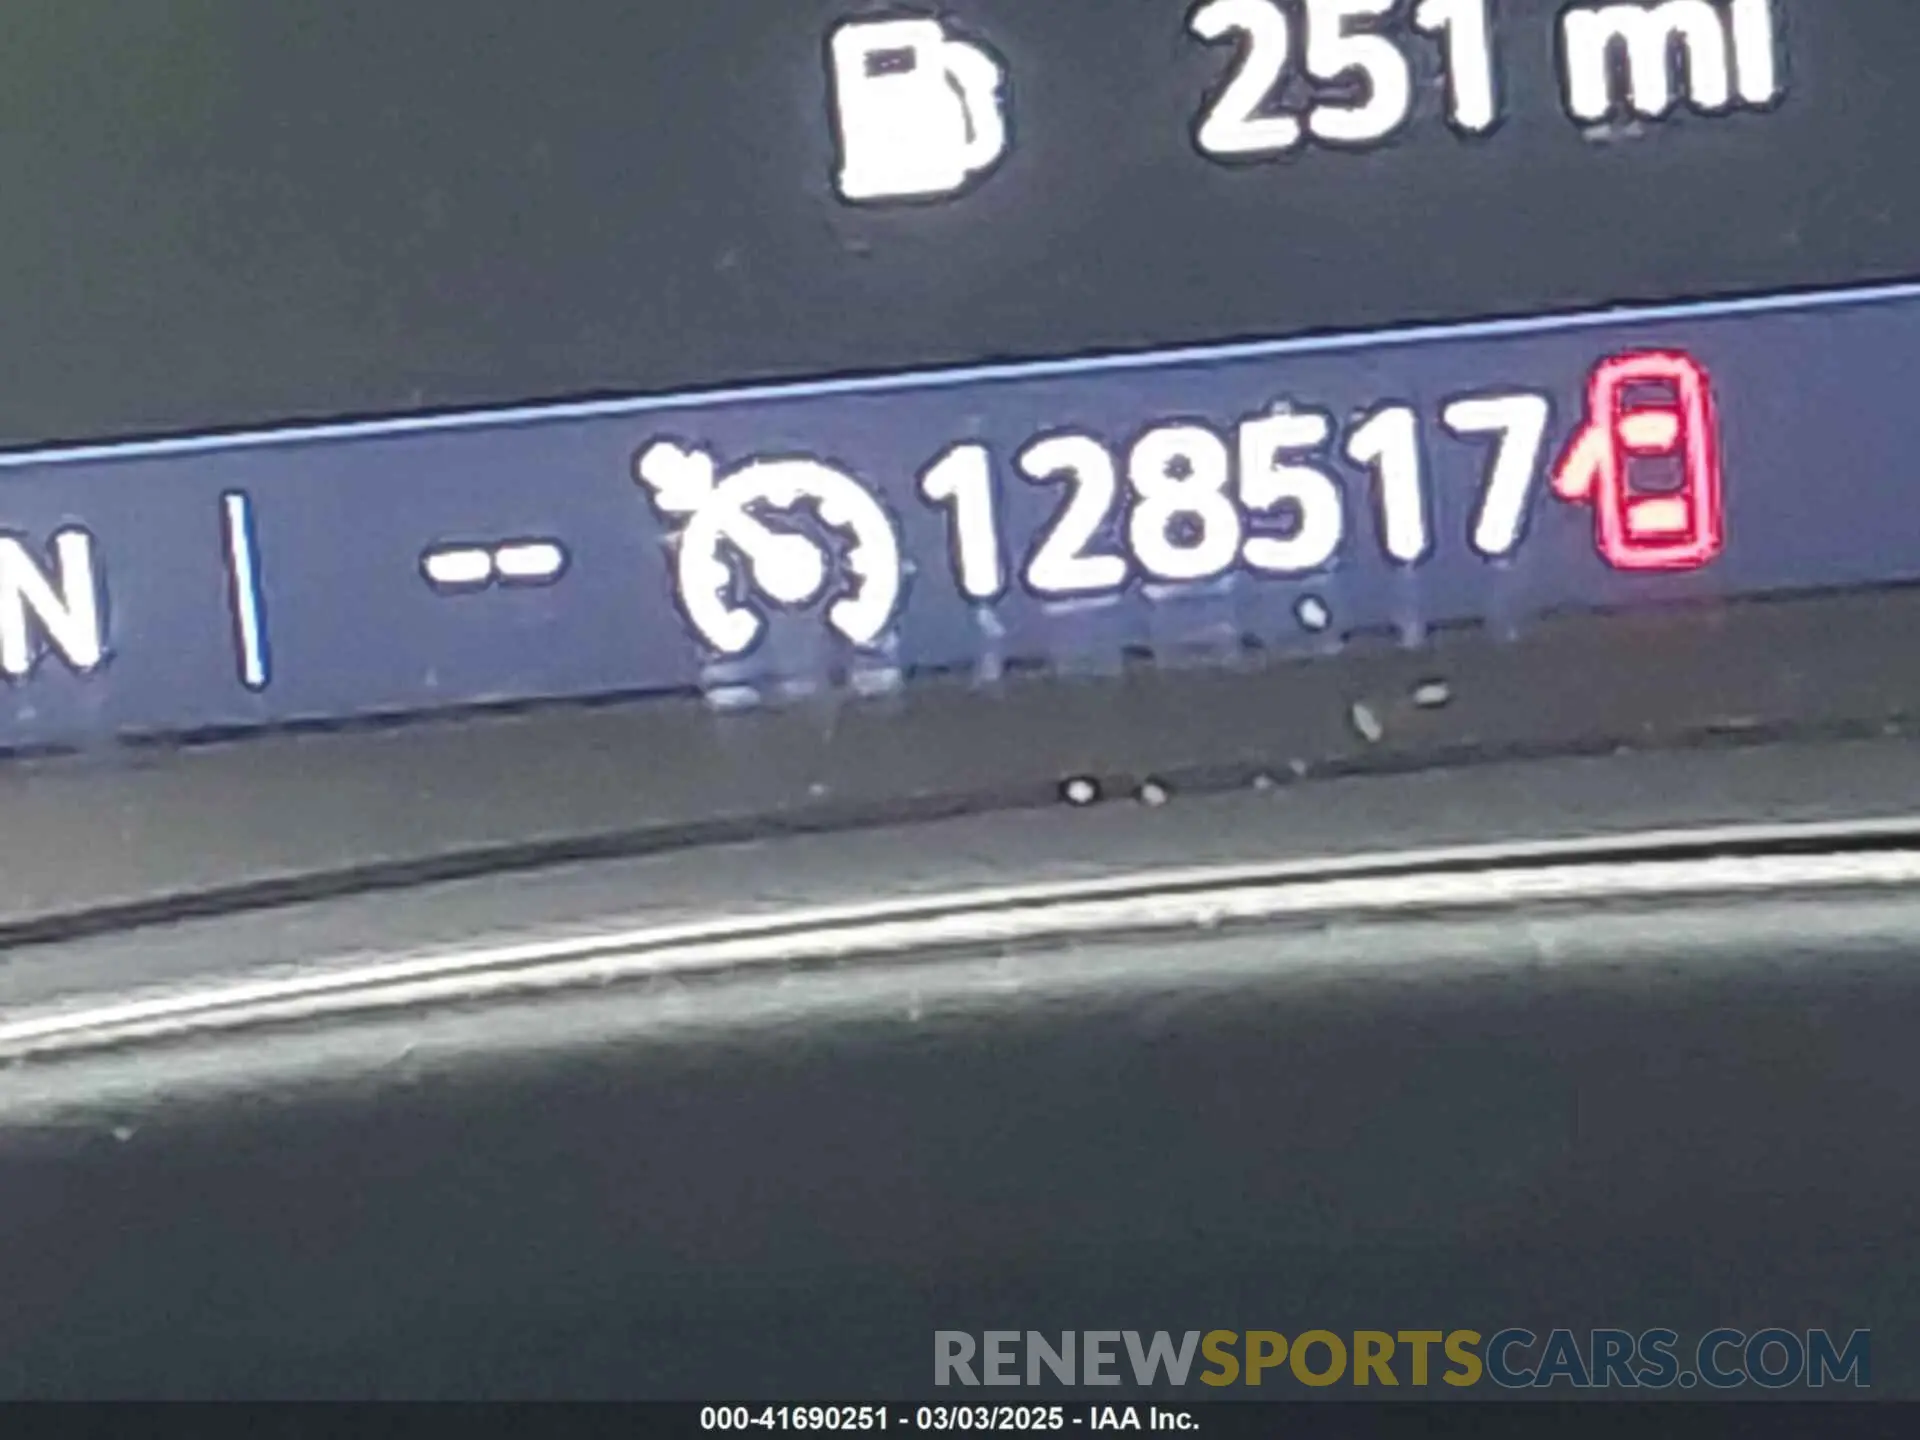 251 mi
N | -- 128517
RENEWSPORTSCARS.COM
000-41690251 - 03/03/2025 - IAA Inc.